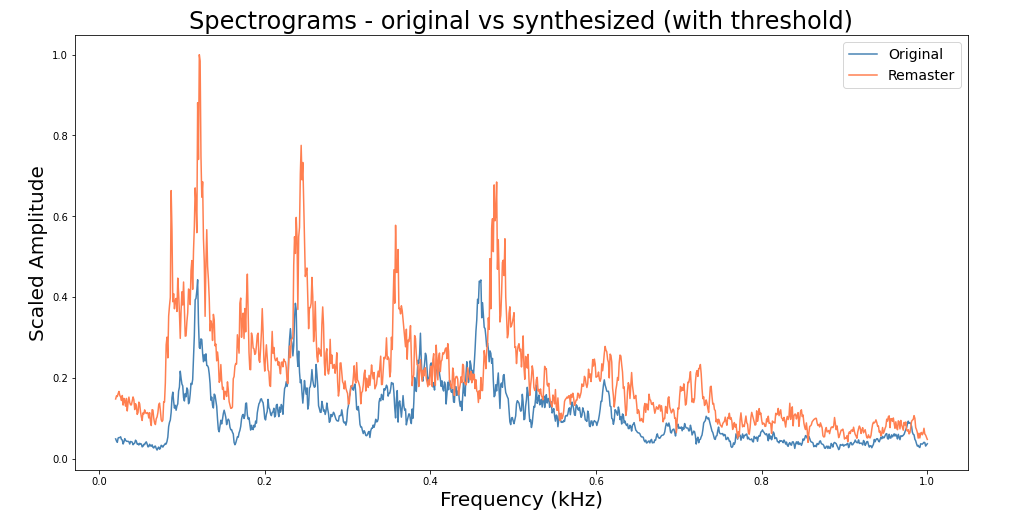 Spectrograms - original vs synthesized (with threshold)
Original
Remaster
Scaled Amplitude
1.0
0.8
0.6
0.4
0.2
0.0
0.0 0.2 0.4 0.6 0.8 1.0
Frequency (kHz)